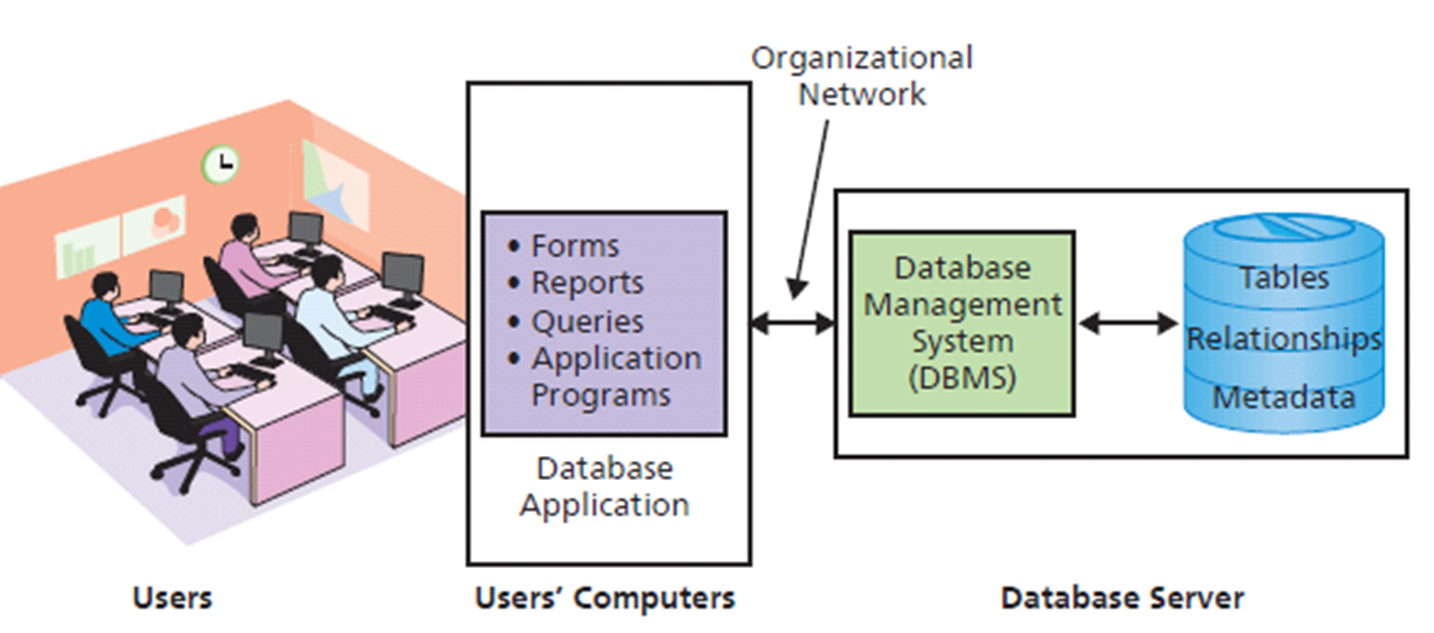 Organizational
Network
• Forms
• Reports
• Queries
• Application
Programs
Database
Application
Database
Management
System
(DBMS)
Tables
Relationships
Metadata
Users
Users’ Computers
Database Server